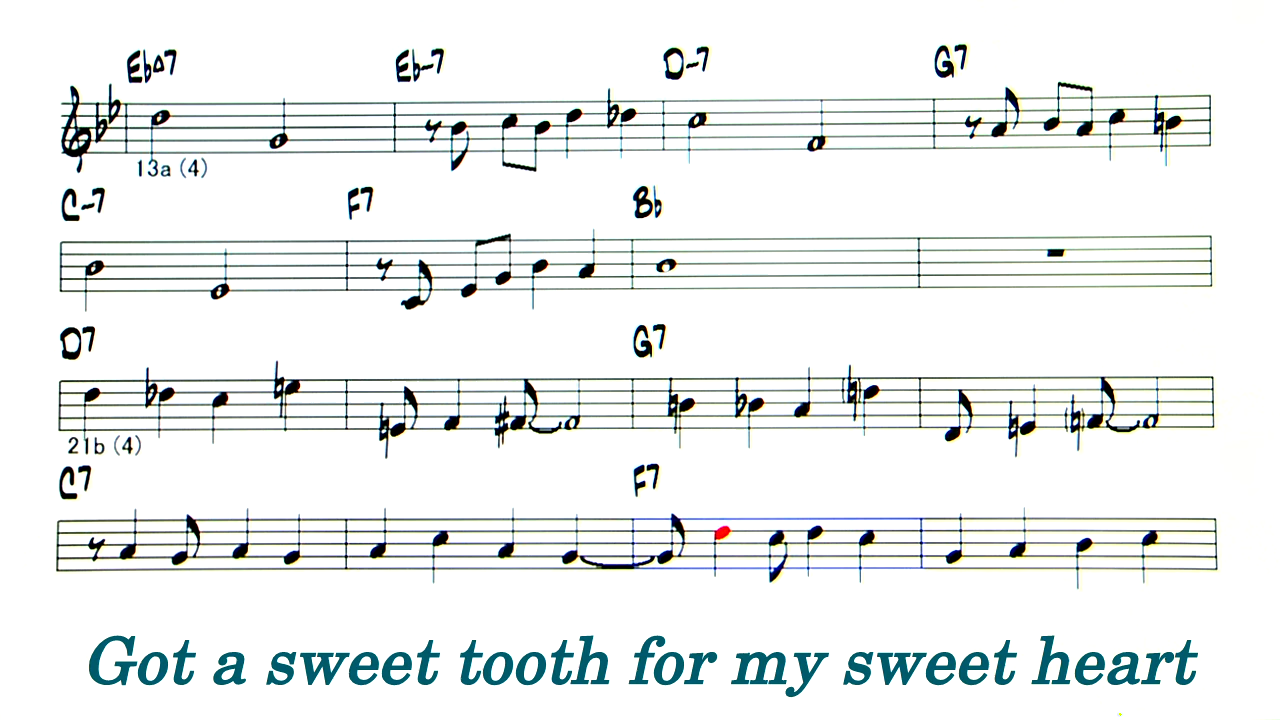 Eb△7 Eb-7 D-7 G7
13a (4)
C-7 F7 Bb
D7 G7
21b (4)
C7 F7
Got a sweet tooth for my sweet heart